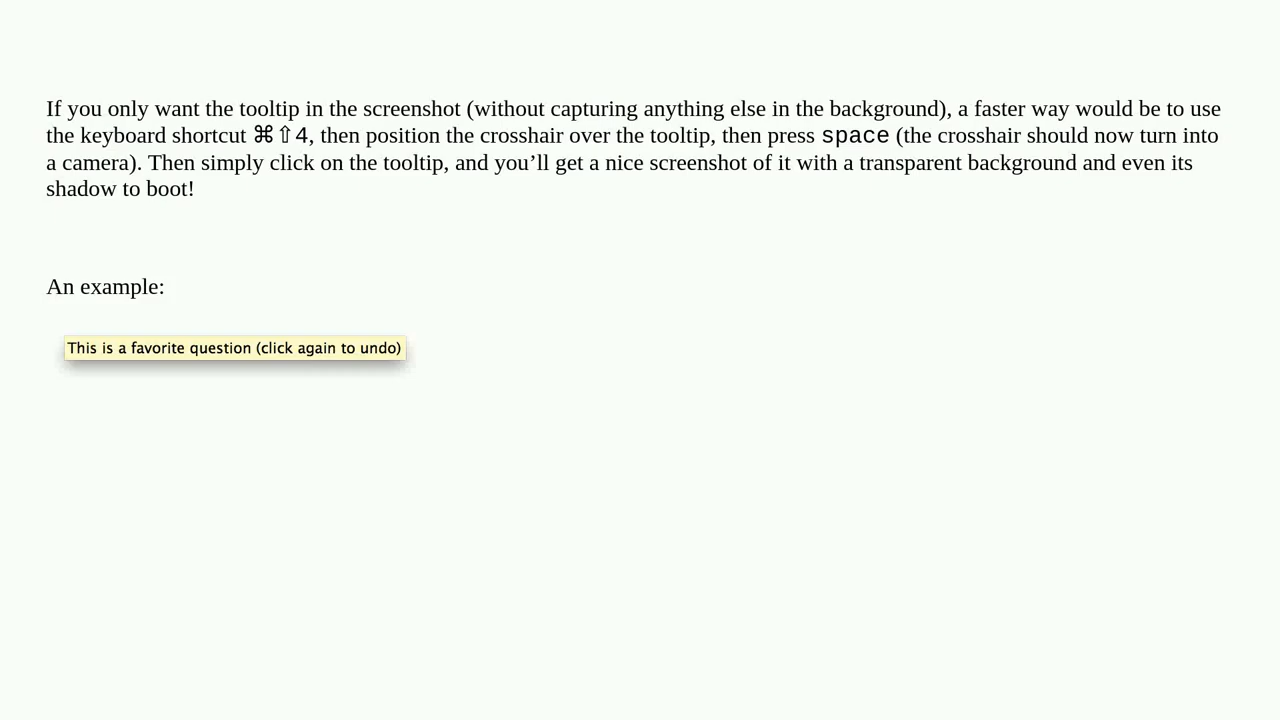 If you only want the tooltip in the screenshot (without capturing anything else in the background), a faster way would be to use
the keyboard shortcut ⌘⇧4, then position the crosshair over the tooltip, then press space (the crosshair should now turn into
a camera). Then simply click on the tooltip, and you’ll get a nice screenshot of it with a transparent background and even its
shadow to boot!
An example:
This is a favorite question (click again to undo)